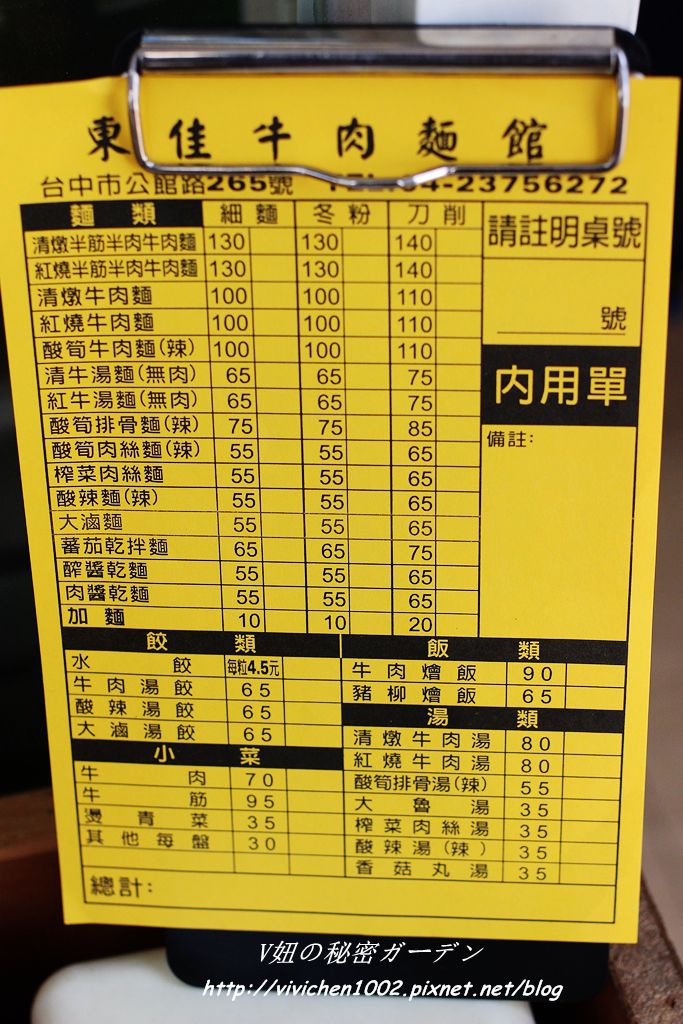 東佳牛肉麵館
台中市公館路265號 TEL:04-23756272
麵類 細麵 冬粉 刀削
清燉半筋半肉牛肉麵 130 130 140
紅燒半筋半肉牛肉麵 130 130 140
清燉牛肉麵 100 100 110
紅燒牛肉麵 100 100 110
酸筍牛肉麵(辣) 100 100 110
清牛湯麵(無肉) 65 65 75
紅牛湯麵(無肉) 65 65 75
酸筍排骨麵(辣) 75 75 85
酸筍肉絲麵(辣) 55 55 65
榨菜肉絲麵 55 55 65
酸辣麵(辣) 55 55 65
大滷麵 55 55 65
蕃茄乾拌麵 65 65 75
醡醬乾麵 55 55 65
肉醬乾麵 55 55 65
加麵 10 10 20
請註明桌號
號
內用單
備註:
餃類
水餃 每粒4.5元
牛肉湯餃 65
酸辣湯餃 65
大滷湯餃 65
小菜
牛肉 70
牛筋 95
燙青菜 35
其他每盤 30
飯類
牛肉燴飯 90
豬柳燴飯 65
湯類
清燉牛肉湯 80
紅燒牛肉湯 80
酸筍排骨湯(辣) 55
大魯湯 35
榨菜肉絲湯 35
酸辣湯(辣) 35
香菇丸湯 35
總計:
V妞の秘密ガーデン
http://vivichen1002.pixnet.net/blog